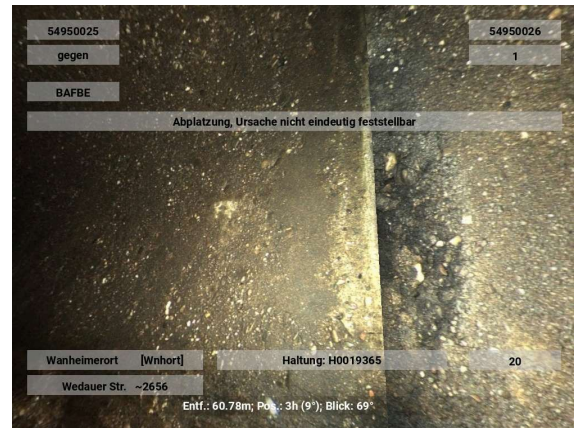 54950025 54950026
gegen 1
BAFBE
Abplatzung, Ursache nicht eindeutig feststellbar
Wanheimerort [Wnhort] Haltung: H0019365 20
Wedauer Str. ~2656
Entf.: 60.78m; Pos.: 3h (9°); Blick: 69°